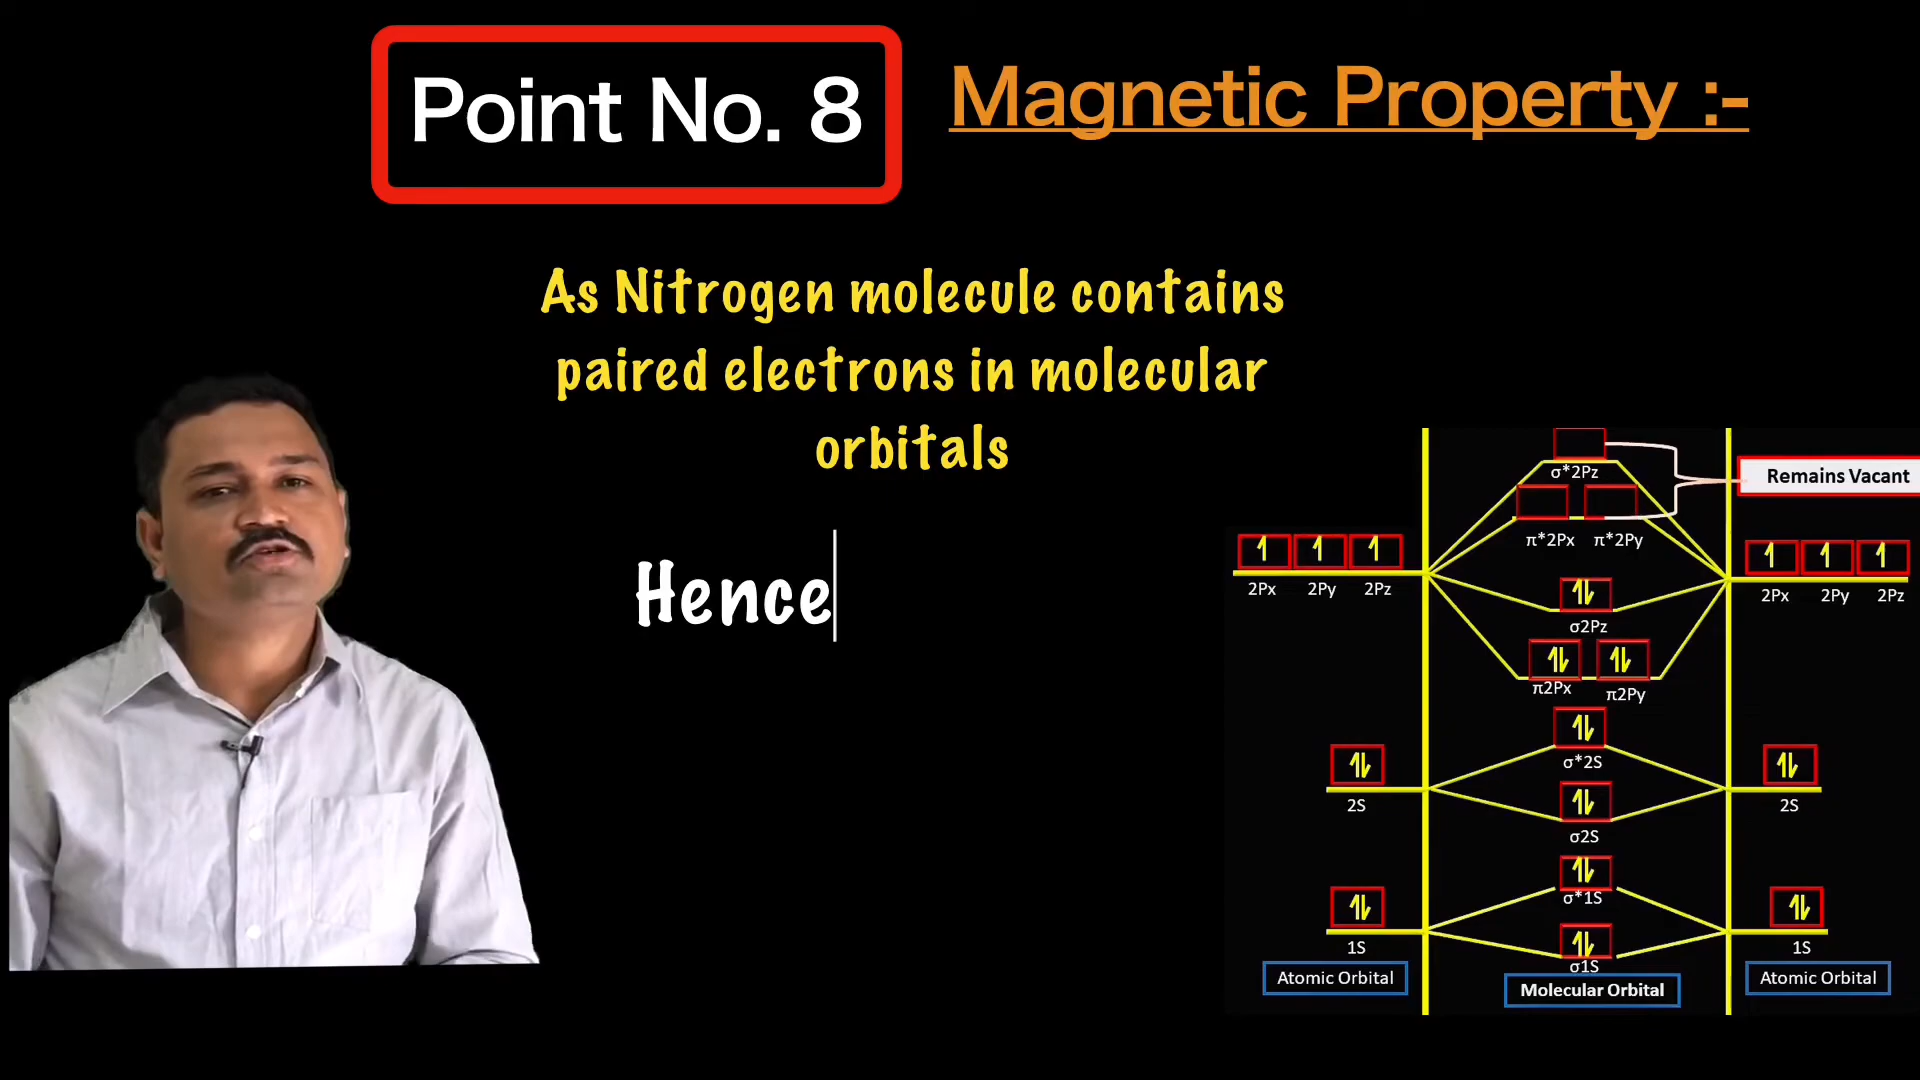 Point No. 8
Magnetic Property :-
As Nitrogen molecule contains
paired electrons in molecular
orbitals
Hence
σ*2Pz
Remains Vacant
π*2Px π*2Py
2Px 2Py 2Pz
2Px 2Py 2Pz
σ2Pz
π2Px π2Py
σ*2S
2S
2S
σ2S
σ*1S
1S
1S
σ1S
Atomic Orbital
Molecular Orbital
Atomic Orbital